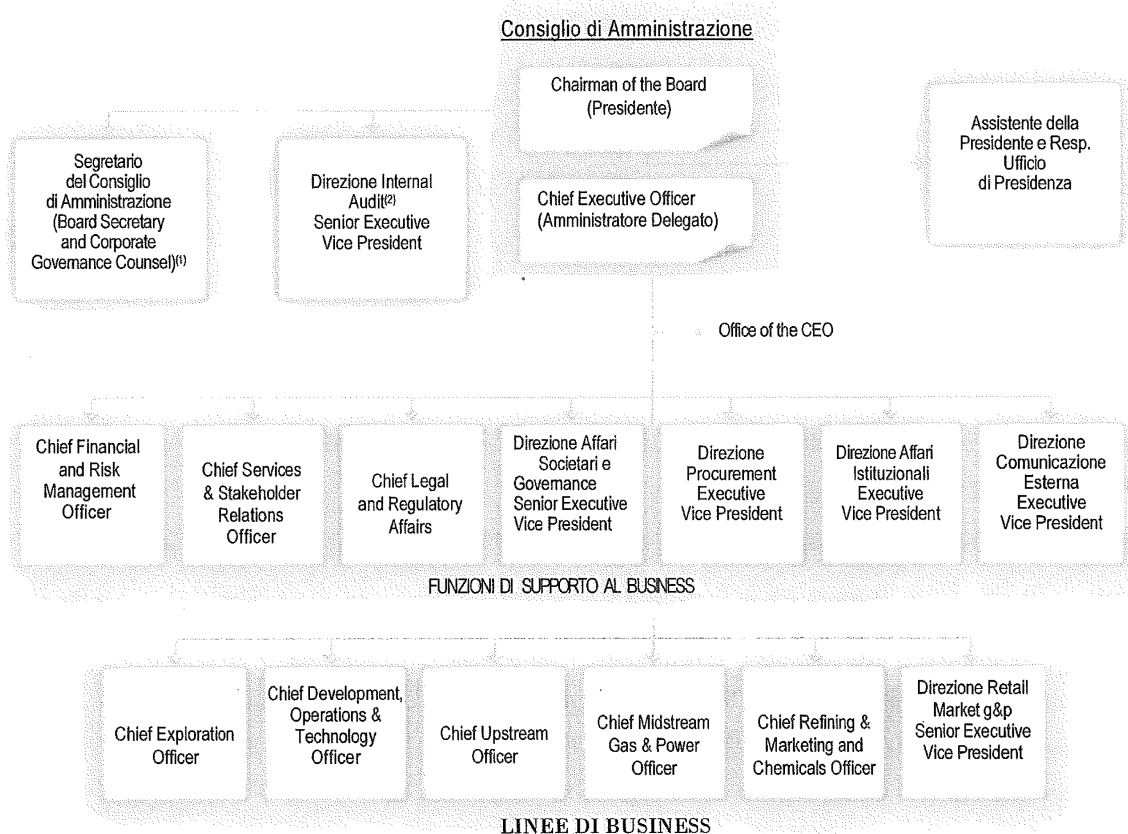 Consiglio di Amministrazione
Chairman of the Board
(Presidente)
Chief Executive Officer
(Amministratore Delegato)
Segretario
del Consiglio
di Amministrazione
(Board Secretary
and Corporate
Governance Counsel)(1)
Direzione Internal
Audit(2)
Senior Executive
Vice President
Assistente della
Presidente e Resp.
Ufficio
di Presidenza
Office of the CEO
Chief Financial
and Risk
Management
Officer
Chief Services
& Stakeholder
Relations
Officer
Chief Legal
and Regulatory
Affairs
Direzione Affari
Societari e
Governance
Senior Executive
Vice President
Direzione
Procurement
Executive
Vice President
Direzione Affari
Istituzionali
Executive
Vice President
Direzione
Comunicazione
Esterna
Executive
Vice President
FUNZIONI DI SUPPORTO AL BUSINESS
Chief Exploration
Officer
Chief Development,
Operations &
Technology
Officer
Chief Upstream
Officer
Chief Midstream
Gas & Power
Officer
Chief Refining &
Marketing and
Chemicals Officer
Direzione Retail
Market g&p
Senior Executive
Vice President
LINEE DI BUSINESS